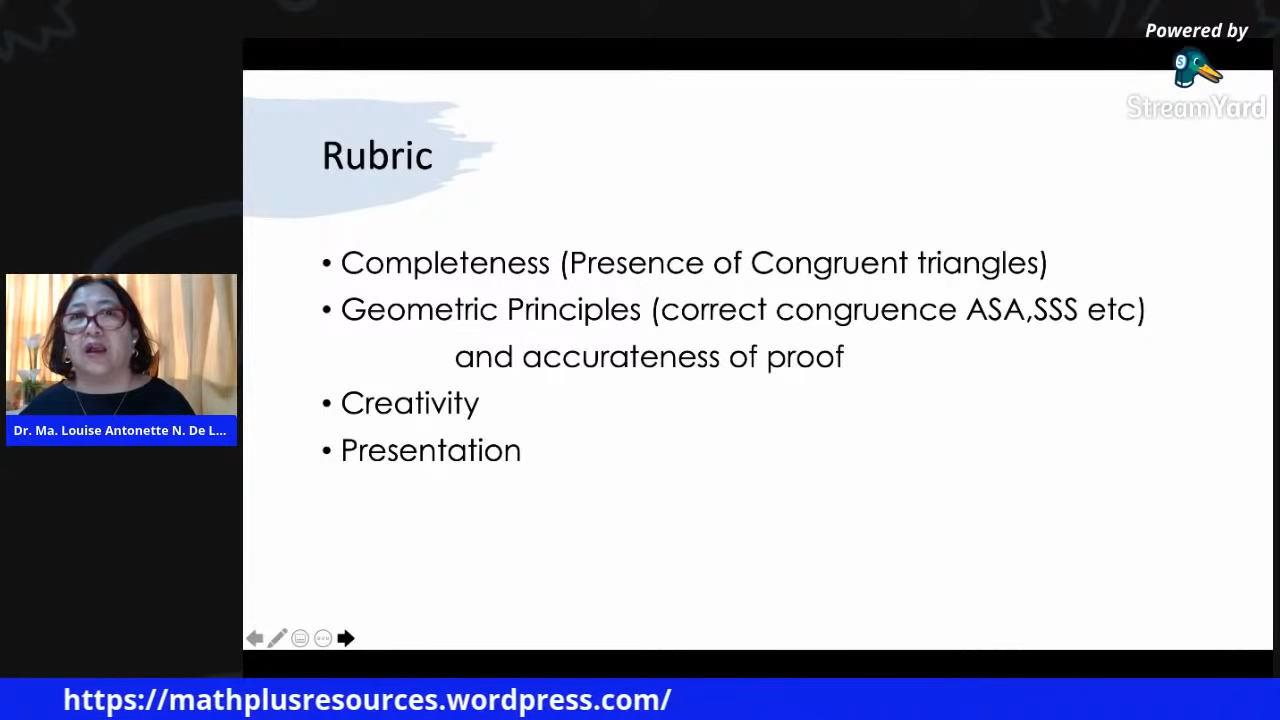 Powered by
StreamYard
Rubric
• Completeness (Presence of Congruent triangles)
• Geometric Principles (correct congruence ASA,SSS etc)
and accurateness of proof
• Creativity
• Presentation
Dr. Ma. Louise Antonette N. De L...
https://mathplusresources.wordpress.com/